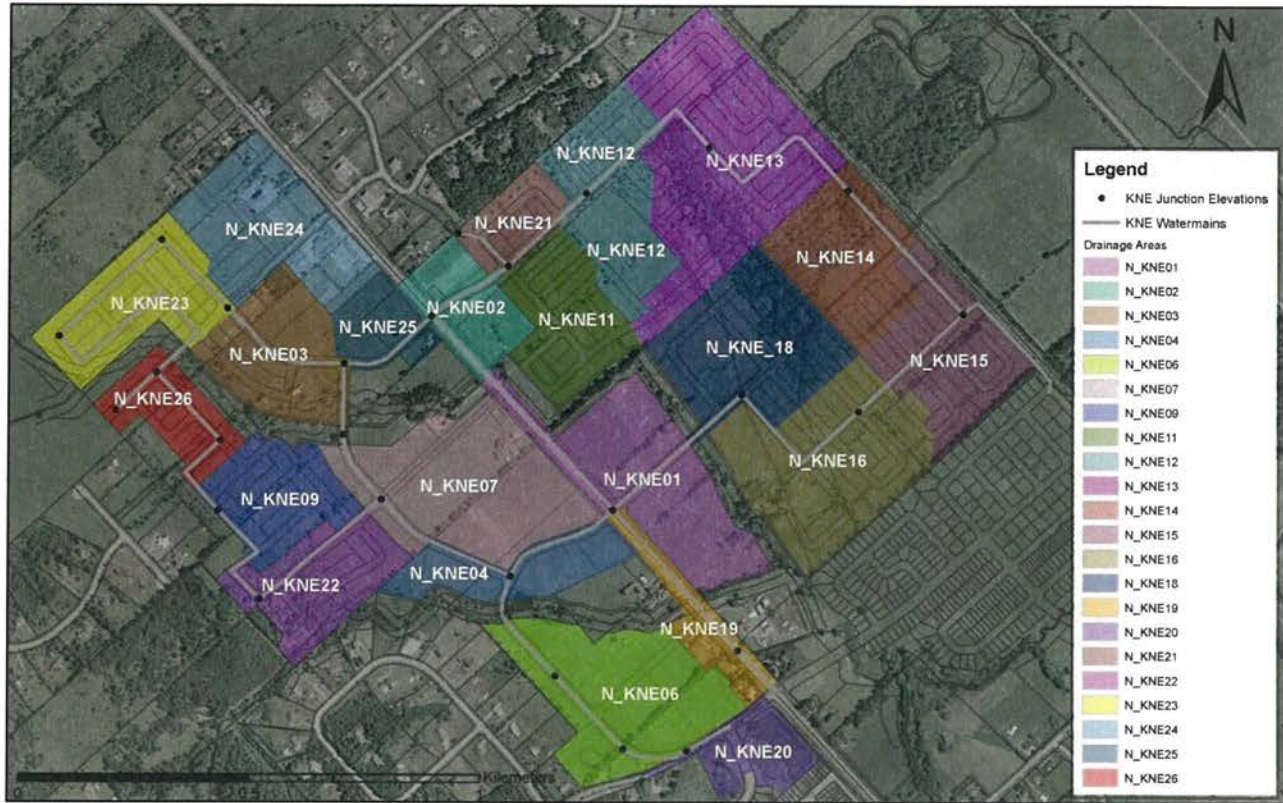 N
N_KNE12
N_KNE13
N_KNE21
N_KNE24
N_KNE12
N_KNE14
N_KNE23
N_KNE02
N_KNE25
N_KNE11
N_KNE03
N_KNE_18
N_KNE15
N_KNE26
N_KNE16
N_KNE07
N_KNE01
N_KNE09
N_KNE04
N_KNE22
N_KNE19
N_KNE06
N_KNE20
Kilometers
Legend
KNE Junction Elevations
KNE Watermains
Drainage Areas
N_KNE01
N_KNE02
N_KNE03
N_KNE04
N_KNE06
N_KNE07
N_KNE09
N_KNE11
N_KNE12
N_KNE13
N_KNE14
N_KNE15
N_KNE16
N_KNE18
N_KNE19
N_KNE20
N_KNE21
N_KNE22
N_KNE23
N_KNE24
N_KNE25
N_KNE26